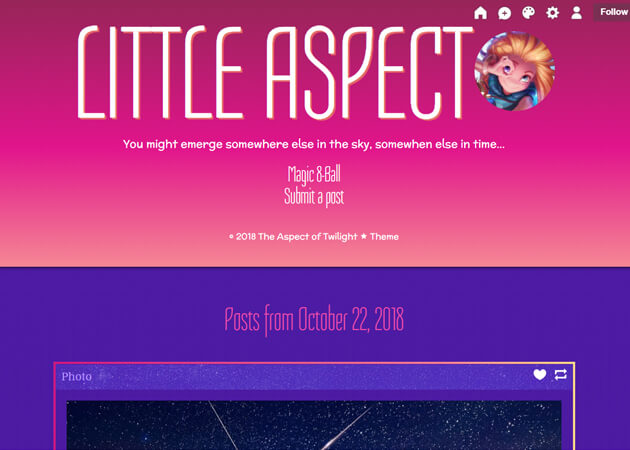 Follow
LITTLE ASPECT
You might emerge somewhere else in the sky, somewhen else in time...
Magic 8-Ball
Submit a post
© 2018 The Aspect of Twilight ★ Theme
Posts from October 22, 2018
Photo